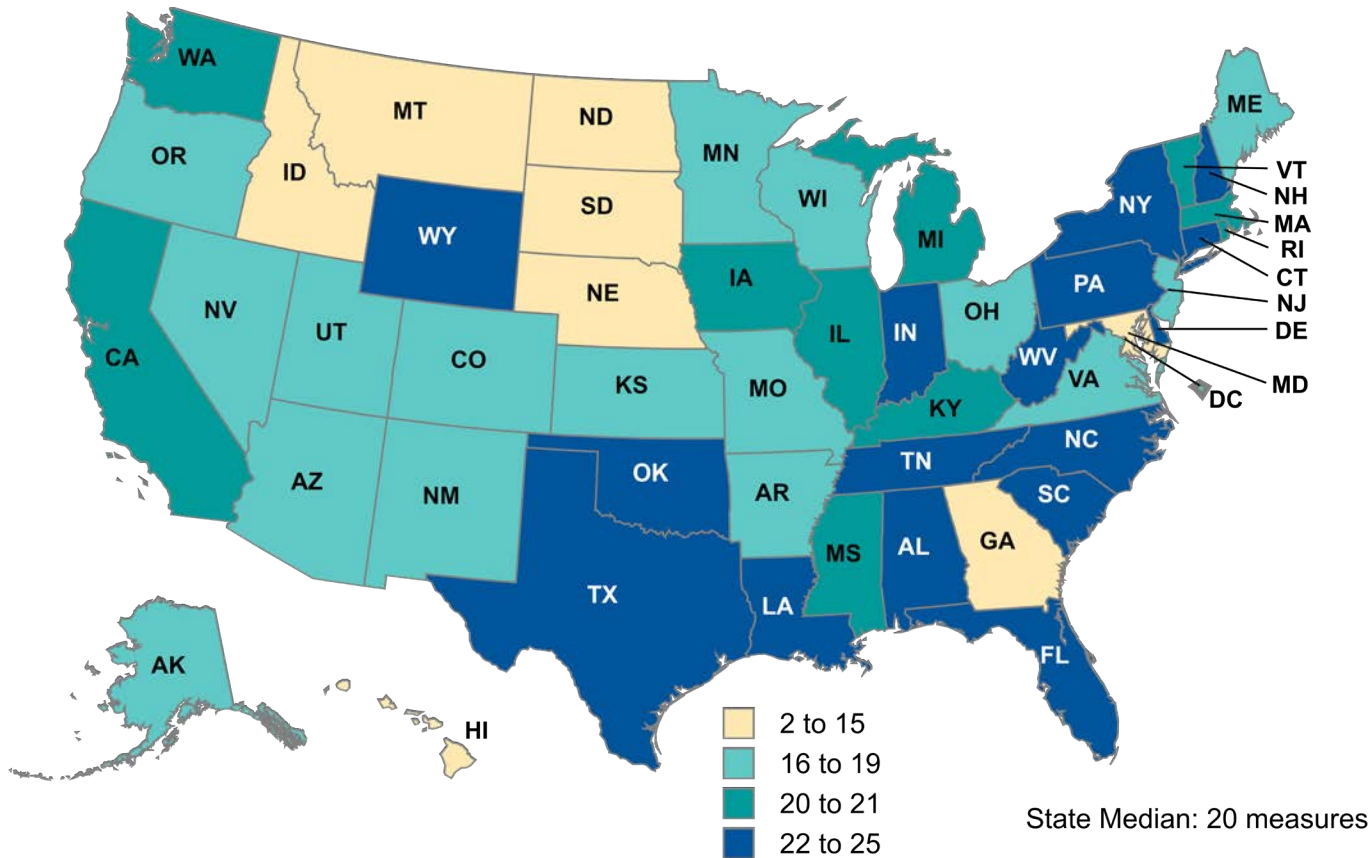 WA
MT
ND
MN
ME
OR
ID
SD
WI
VT
NH
MA
RI
CT
NJ
DE
MD
DC
NY
WY
MI
IA
NE
PA
NV
UT
CO
IL
IN
OH
WV
VA
CA
KS
MO
KY
NC
TN
AZ
NM
OK
AR
SC
MS
AL
GA
TX
LA
FL
AK
HI
2 to 15
16 to 19
20 to 21
22 to 25
State Median: 20 measures